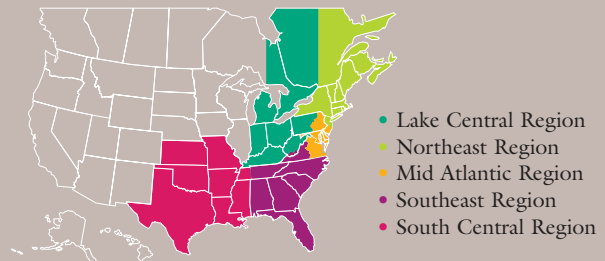 Lake Central Region
Northeast Region
Mid Atlantic Region
Southeast Region
South Central Region